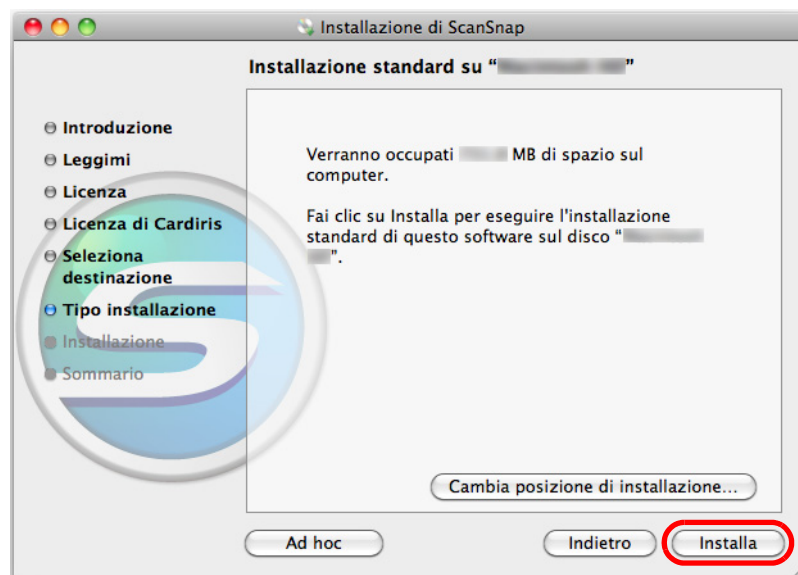 Installazione di ScanSnap
Installazione standard su “ ”
Introduzione
Leggimi
Licenza
Licenza di Cardiris
Seleziona
destinazione
Tipo installazione
Installazione
Sommario
Verranno occupati MB di spazio sul
computer.
Fai clic su Installa per eseguire l'installazione
standard di questo software sul disco “
”.
Cambia posizione di installazione...
Ad hoc
Indietro
Installa